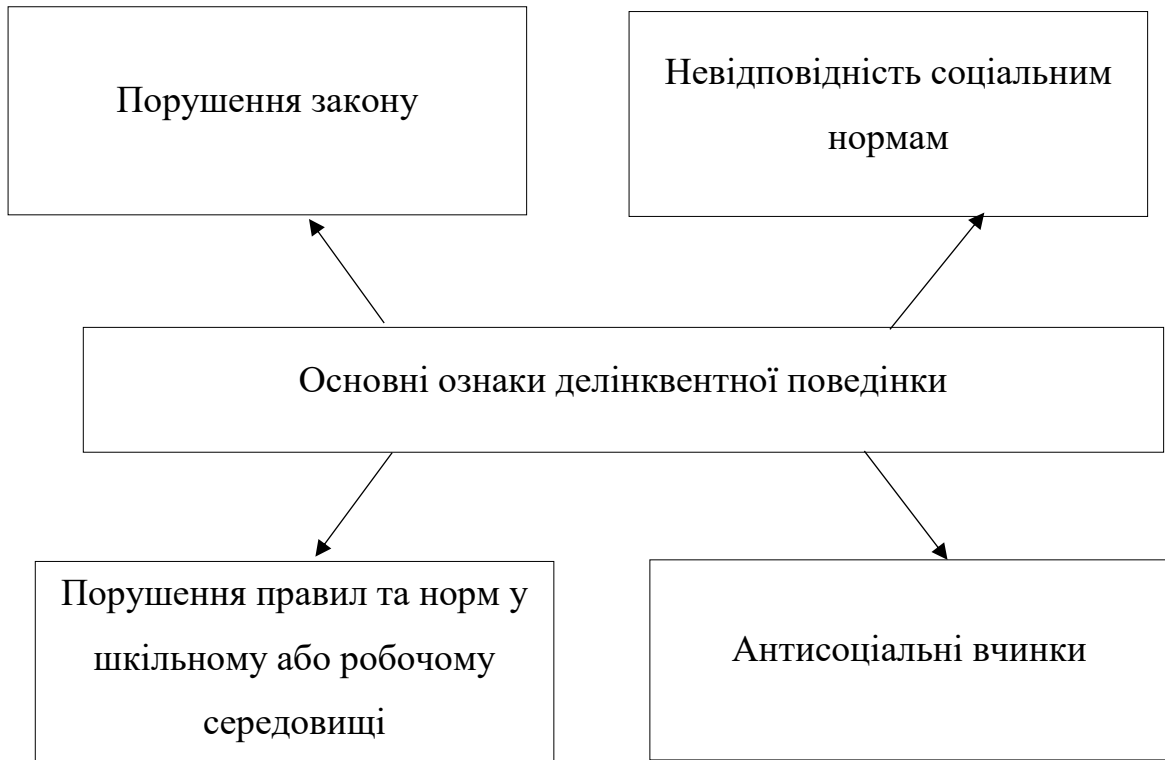 Порушення закону
Невідповідність соціальним
нормам
Основні ознаки делінквентної поведінки
Порушення правил та норм у
шкільному або робочому
середовищі
Антисоціальні вчинки